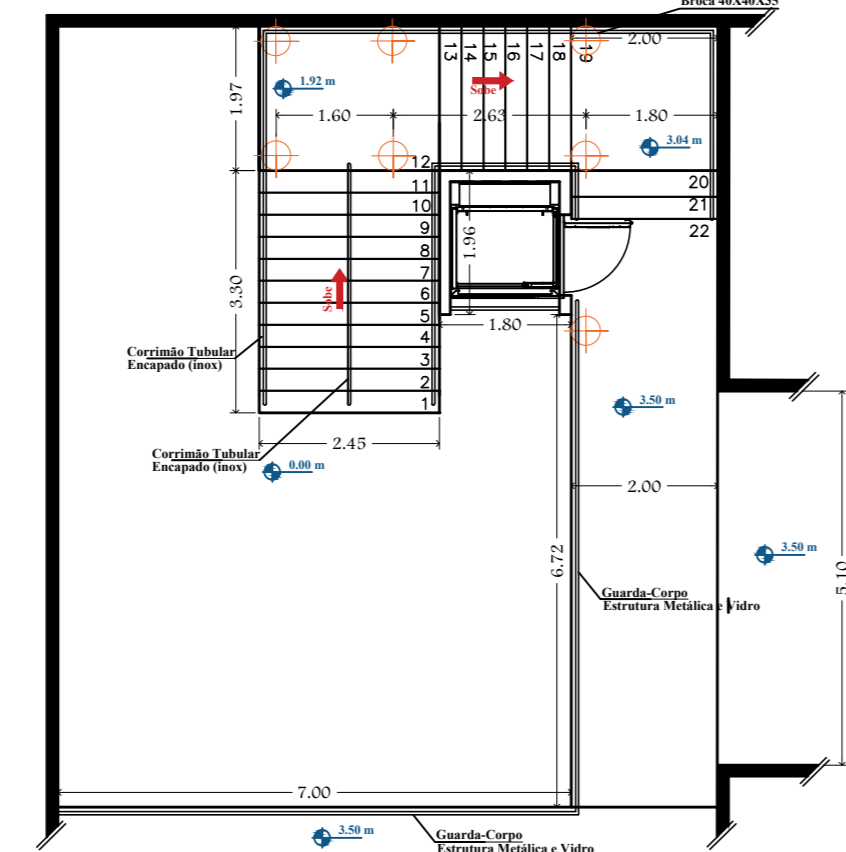 Broca 40X40X35
2.00
13
14
15
16
17
18
19
Sobe
1.92 m
1.97
1.60
2.63
1.80
3.04 m
12
11
10
9
8
7
6
5
4
3
2
1
20
21
22
1.96
3.30
Sobe
1.80
Corrimão Tubular
Encapado (inox)
3.50 m
2.45
Corrimão Tubular
Encapado (inox)
0.00 m
2.00
3.50 m
6.72
5.10
Guarda-Corpo
Estrutura Metálica e Vidro
7.00
3.50 m
Guarda-Corpo
Estrutura Metálica e Vidro